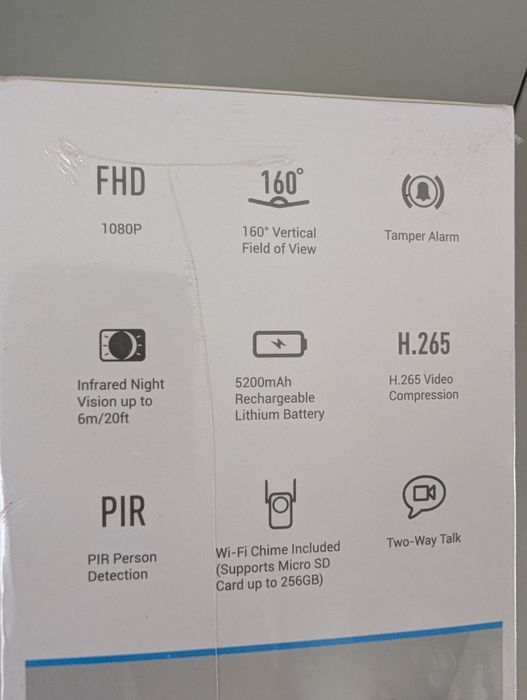 FHD
1080P
160°
160° Vertical
Field of View
Tamper Alarm
Infrared Night
Vision up to
6m/20ft
5200mAh
Rechargeable
Lithium Battery
H.265
H.265 Video
Compression
PIR
PIR Person
Detection
Wi-Fi Chime Included
(Supports Micro SD
Card up to 256GB)
Two-Way Talk